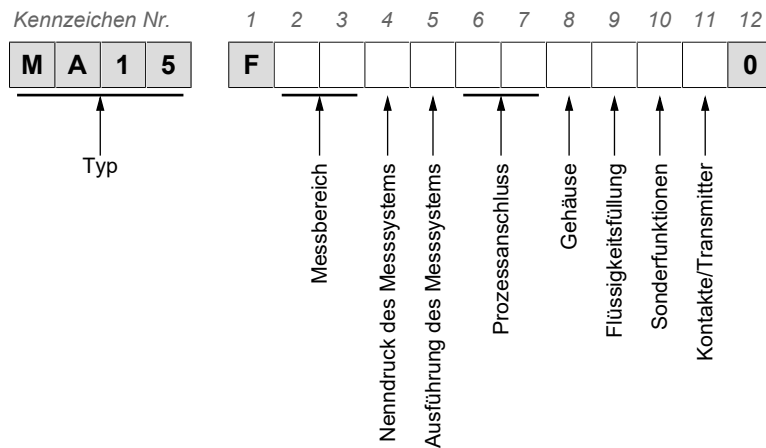 Kennzeichen Nr. 1 2 3 4 5 6 7 8 9 10 11 12
M A 1 5 F 0
Typ
Messbereich
Nenndruck des Messsystems
Ausführung des Messsystems
Prozessanschluss
Gehäuse
Flüssigkeitsfüllung
Sonderfunktionen
Kontakte/Transmitter